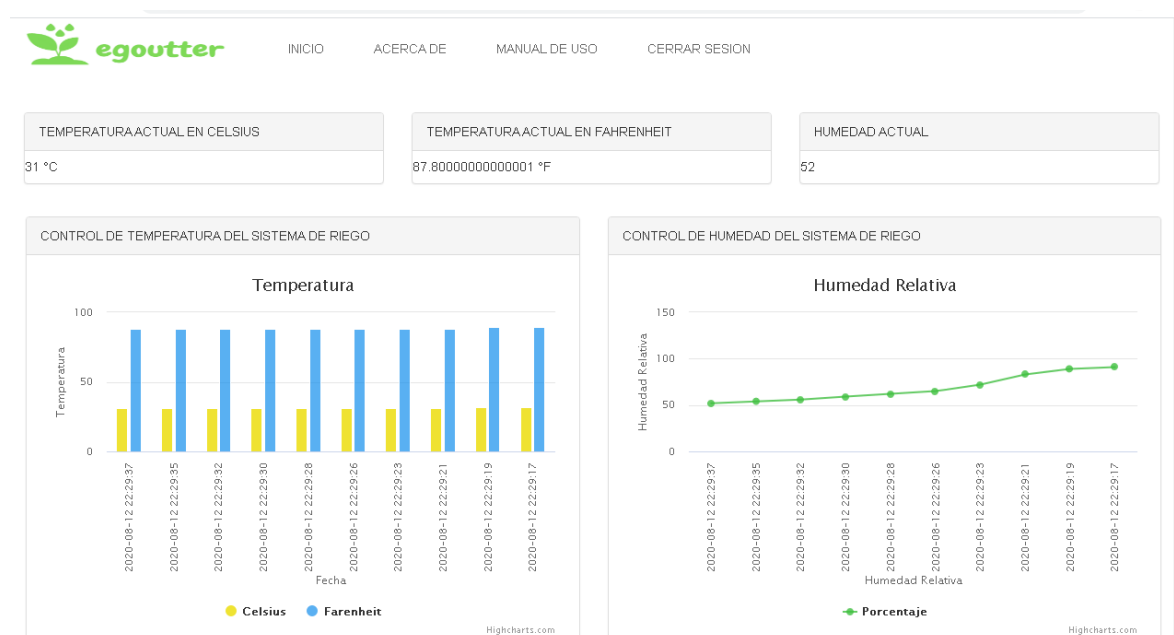 egoutter
INICIO ACERCA DE MANUAL DE USO CERRAR SESION
TEMPERATURA ACTUAL EN CELSIUS
31 °C
TEMPERATURA ACTUAL EN FAHRENHEIT
87.80000000000001 °F
HUMEDAD ACTUAL
52
CONTROL DE TEMPERATURA DEL SISTEMA DE RIEGO
Temperatura
Temperatura
100
50
0
2020-08-12 22:29:37
2020-08-12 22:29:35
2020-08-12 22:29:32
2020-08-12 22:29:30
2020-08-12 22:29:28
2020-08-12 22:29:26
2020-08-12 22:29:23
2020-08-12 22:29:21
2020-08-12 22:29:19
2020-08-12 22:29:17
Fecha
Celsius Farenheit
Highcharts.com
CONTROL DE HUMEDAD DEL SISTEMA DE RIEGO
Humedad Relativa
Humedad Relativa
150
100
50
0
2020-08-12 22:29:37
2020-08-12 22:29:35
2020-08-12 22:29:32
2020-08-12 22:29:30
2020-08-12 22:29:28
2020-08-12 22:29:26
2020-08-12 22:29:23
2020-08-12 22:29:21
2020-08-12 22:29:19
2020-08-12 22:29:17
Humedad Relativa
Porcentaje
Highcharts.com